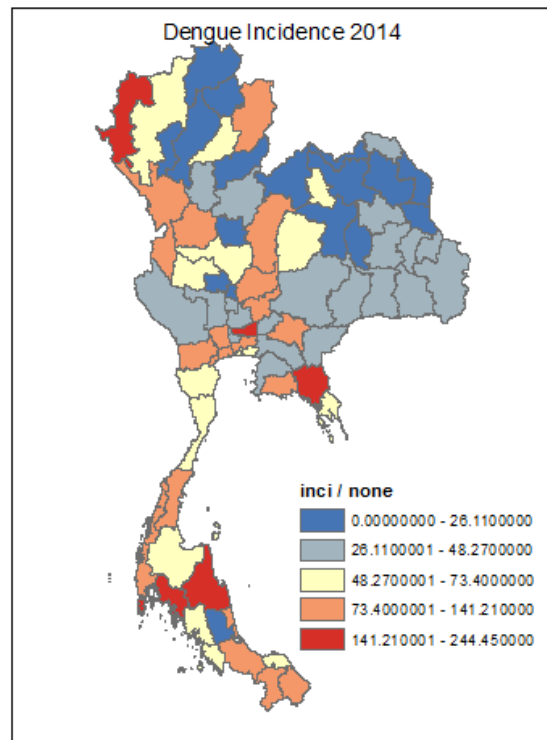 Dengue Incidence 2014
inci / none
0.00000000 - 26.1100000
26.1100001 - 48.2700000
48.2700001 - 73.4000000
73.4000001 - 141.210000
141.210001 - 244.450000